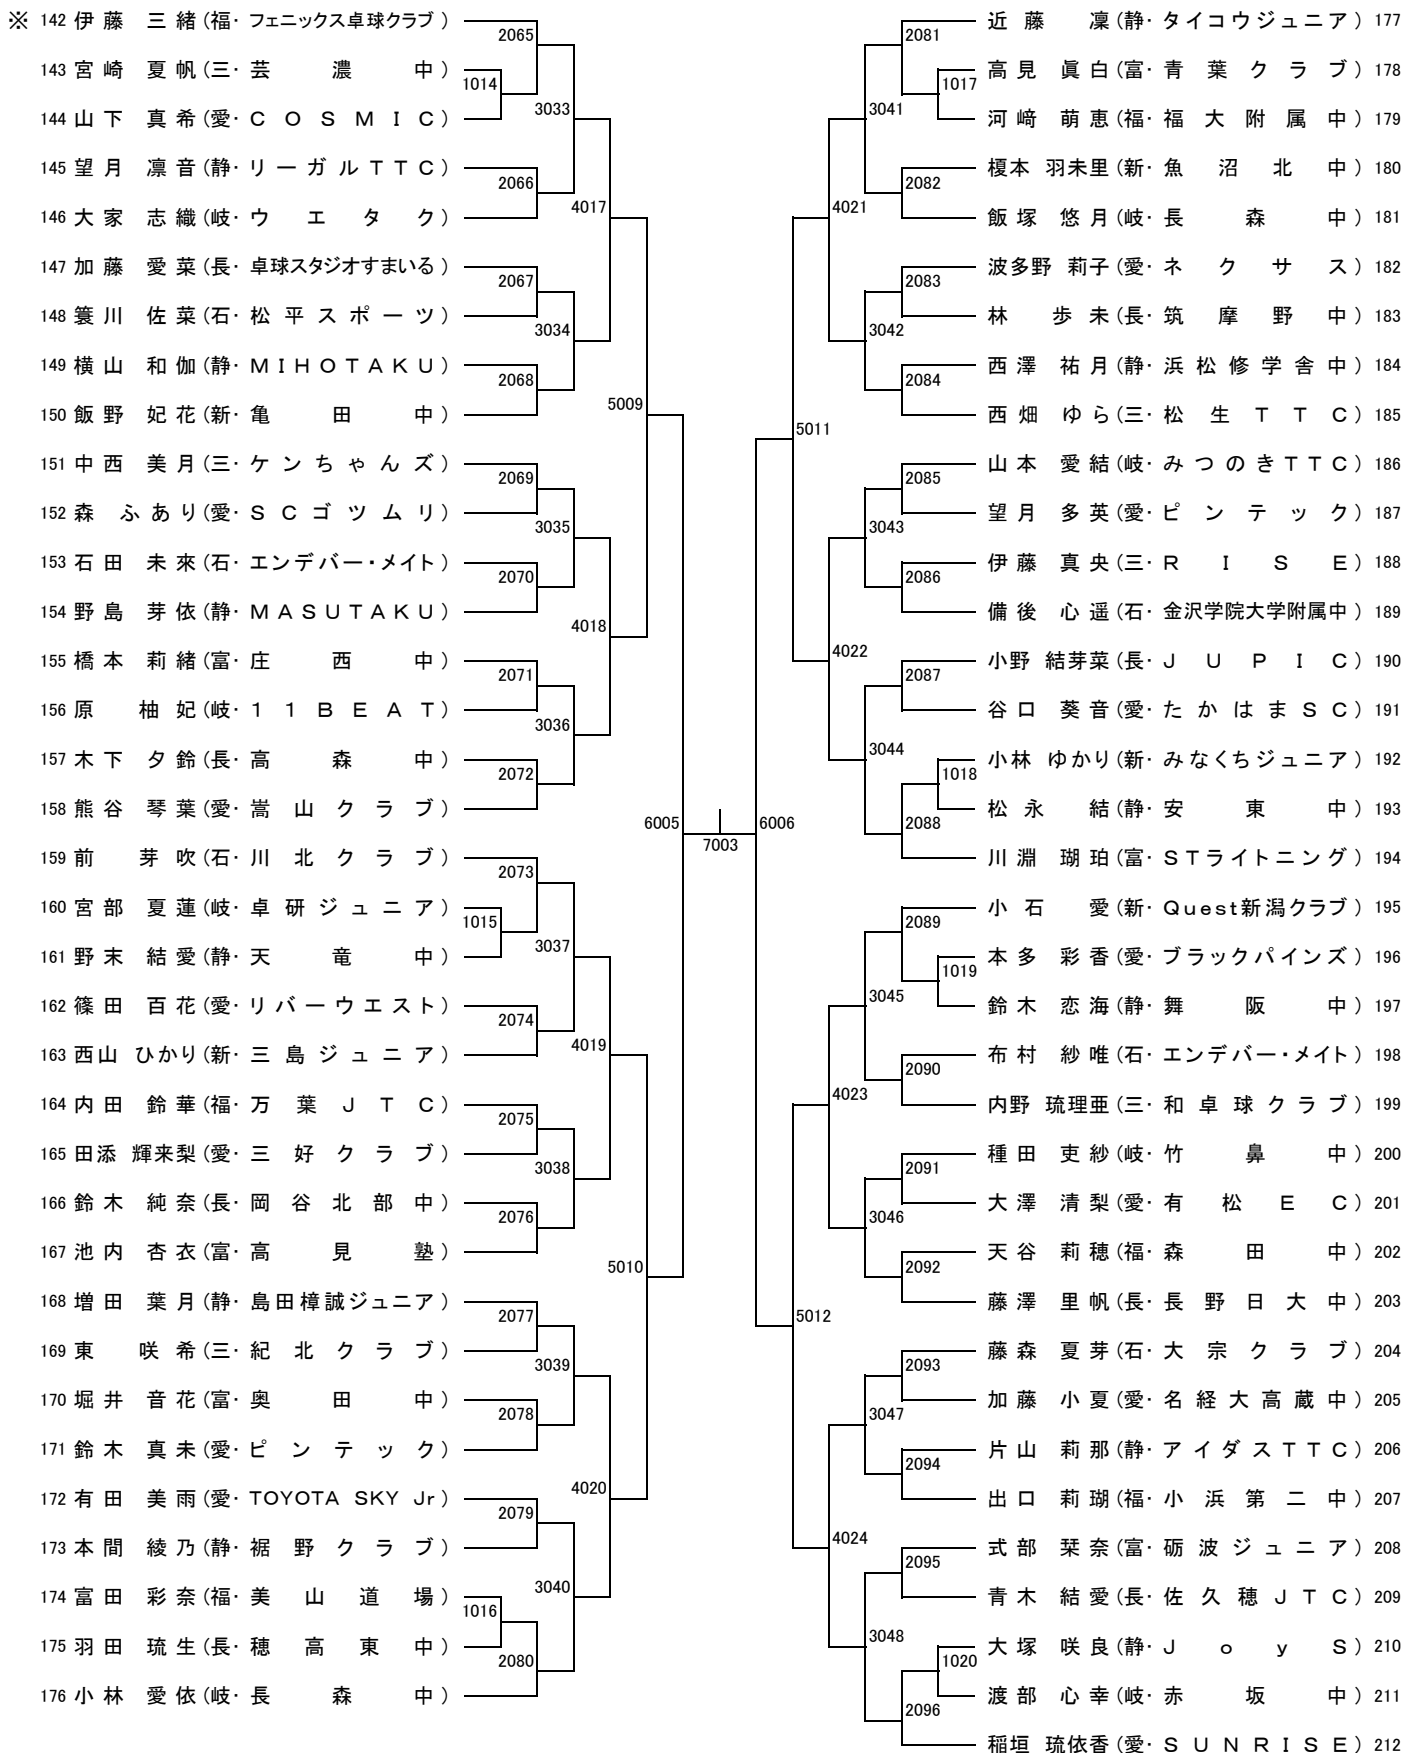 ※ 142 伊藤 三緒(福・フェニックス卓球クラブ)
143 宮崎 夏帆(三・芸濃中)
144 山下 真希(愛・COSMIC)
145 望月 凛音(静・リーガルTTC)
146 大家 志織(岐・ウエタク)
147 加藤 愛菜(長・卓球スタジオすまいる)
148 簑川 佐菜(石・松平スポーツ)
149 横山 和伽(静・MIHOTAKU)
150 飯野 妃花(新・亀田中)
151 中西 美月(三・ケンちゃんズ)
152 森 ふあり(愛・SCゴツムリ)
153 石田 未來(石・エンデバー・メイト)
154 野島 芽依(静・MASUTAKU)
155 橋本 莉緒(富・庄西中)
156 原 柚妃(岐・11BEAT)
157 木下 夕鈴(長・高森中)
158 熊谷 琴葉(愛・嵩山クラブ)
159 前 芽吹(石・川北クラブ)
160 宮部 夏蓮(岐・卓研ジュニア)
161 野末 結愛(静・天竜中)
162 篠田 百花(愛・リバーウエスト)
163 西山 ひかり(新・三島ジュニア)
164 内田 鈴華(福・万葉JTC)
165 田添 輝来梨(愛・三好クラブ)
166 鈴木 純奈(長・岡谷北部中)
167 池内 杏衣(富・高見塾)
168 増田 葉月(静・島田樟誠ジュニア)
169 東 咲希(三・紀北クラブ)
170 堀井 音花(富・奥田中)
171 鈴木 真未(愛・ピンテック)
172 有田 美雨(愛・TOYOTA SKY Jr)
173 本間 綾乃(静・裾野クラブ)
174 富田 彩奈(福・美山道場)
175 羽田 琉生(長・穂高東中)
176 小林 愛依(岐・長森中)
1014
1015
1016
2065
2066
2067
2068
2069
2070
2071
2072
2073
2074
2075
2076
2077
2078
2079
2080
3033
3034
3035
3036
3037
3038
3039
3040
4017
4018
4019
4020
5009
5010
6005
7003
6006
5011
5012
4021
4022
4023
4024
3041
3042
3043
3044
3045
3046
3047
3048
2081
2082
2083
2084
2085
2086
2087
2088
2089
2090
2091
2092
2093
2094
2095
2096
1017
1018
1019
1020
近藤 凜(静・タイコウジュニア) 177
高見 眞白(富・青葉クラブ) 178
河﨑 萌恵(福・福大附属中) 179
榎本 羽未里(新・魚沼北中) 180
飯塚 悠月(岐・長森中) 181
波多野 莉子(愛・ネクサス) 182
林 歩未(長・筑摩野中) 183
西澤 祐月(静・浜松修学舎中) 184
西畑 ゆら(三・松生TTC) 185
山本 愛結(岐・みつのきTTC) 186
望月 多英(愛・ピンテック) 187
伊藤 真央(三・RISE) 188
備後 心遥(石・金沢学院大学附属中) 189
小野 結芽菜(長・JUPIC) 190
谷口 葵音(愛・たかはまSC) 191
小林 ゆかり(新・みなくちジュニア) 192
松永 結(静・安東中) 193
川淵 瑚珀(富・STライトニング) 194
小石 愛(新・Quest新潟クラブ) 195
本多 彩香(愛・ブラックパインズ) 196
鈴木 恋海(静・舞阪中) 197
布村 紗唯(石・エンデバー・メイト) 198
内野 琉理亜(三・和卓球クラブ) 199
種田 吏紗(岐・竹鼻中) 200
大澤 清梨(愛・有松EC) 201
天谷 莉穂(福・森田中) 202
藤澤 里帆(長・長野日大中) 203
藤森 夏芽(石・大宗クラブ) 204
加藤 小夏(愛・名経大高蔵中) 205
片山 莉那(静・アイダスTTC) 206
出口 莉瑚(福・小浜第二中) 207
式部 栞奈(富・砺波ジュニア) 208
青木 結愛(長・佐久穂JTC) 209
大塚 咲良(静・JoyS) 210
渡部 心幸(岐・赤坂中) 211
稲垣 琉依香(愛・SUNRISE) 212